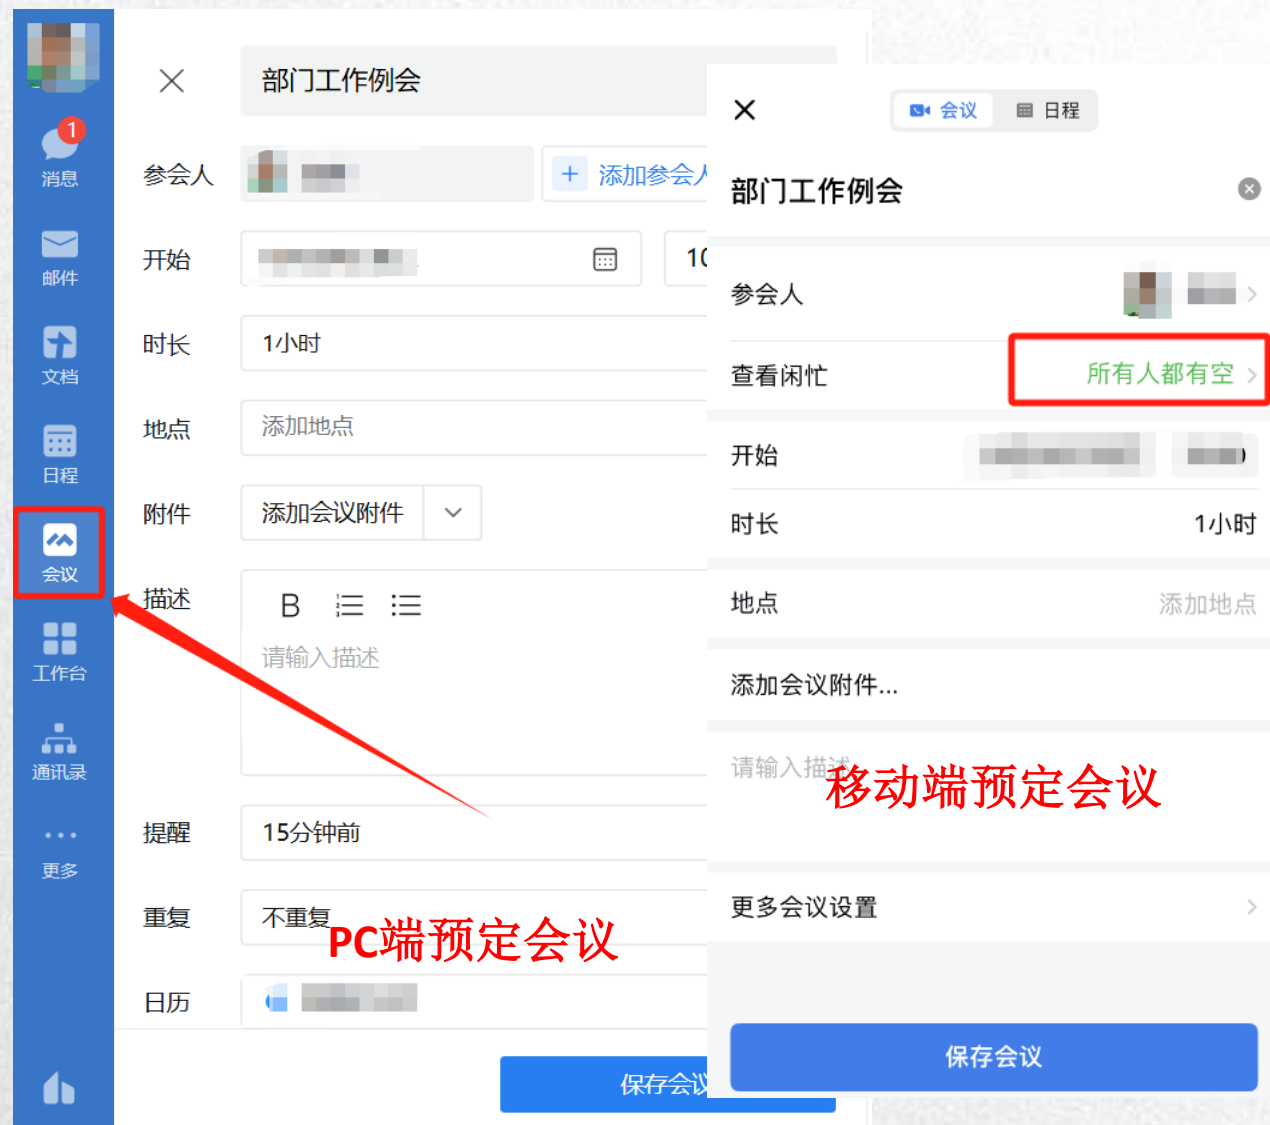 1
消息
邮件
文档
日程
会议
工作台
通讯录
更多
部门工作例会
参会人
+ 添加参会人
开始
10
时长
1小时
地点
添加地点
附件
添加会议附件
描述
B
请输入描述
提醒
15分钟前
重复
不重复
PC端预定会议
日历
保存会议
会议
日程
部门工作例会
参会人
查看闲忙
所有人都有空
开始
时长
1小时
地点
添加地点
添加会议附件...
请输入描述
移动端预定会议
更多会议设置
保存会议